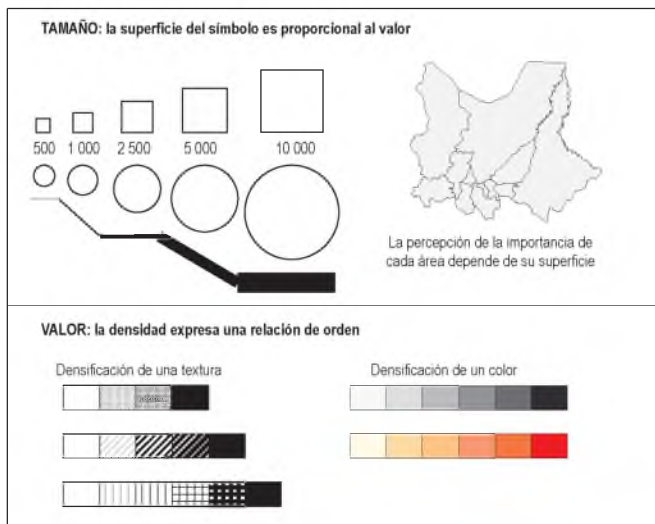 TAMAÑO: la superficie del símbolo es proporcional al valor
500 1 000 2 500 5 000 10 000
La percepción de la importancia de
cada área depende de su superficie
VALOR: la densidad expresa una relación de orden
Densificación de una textura
Densificación de un color